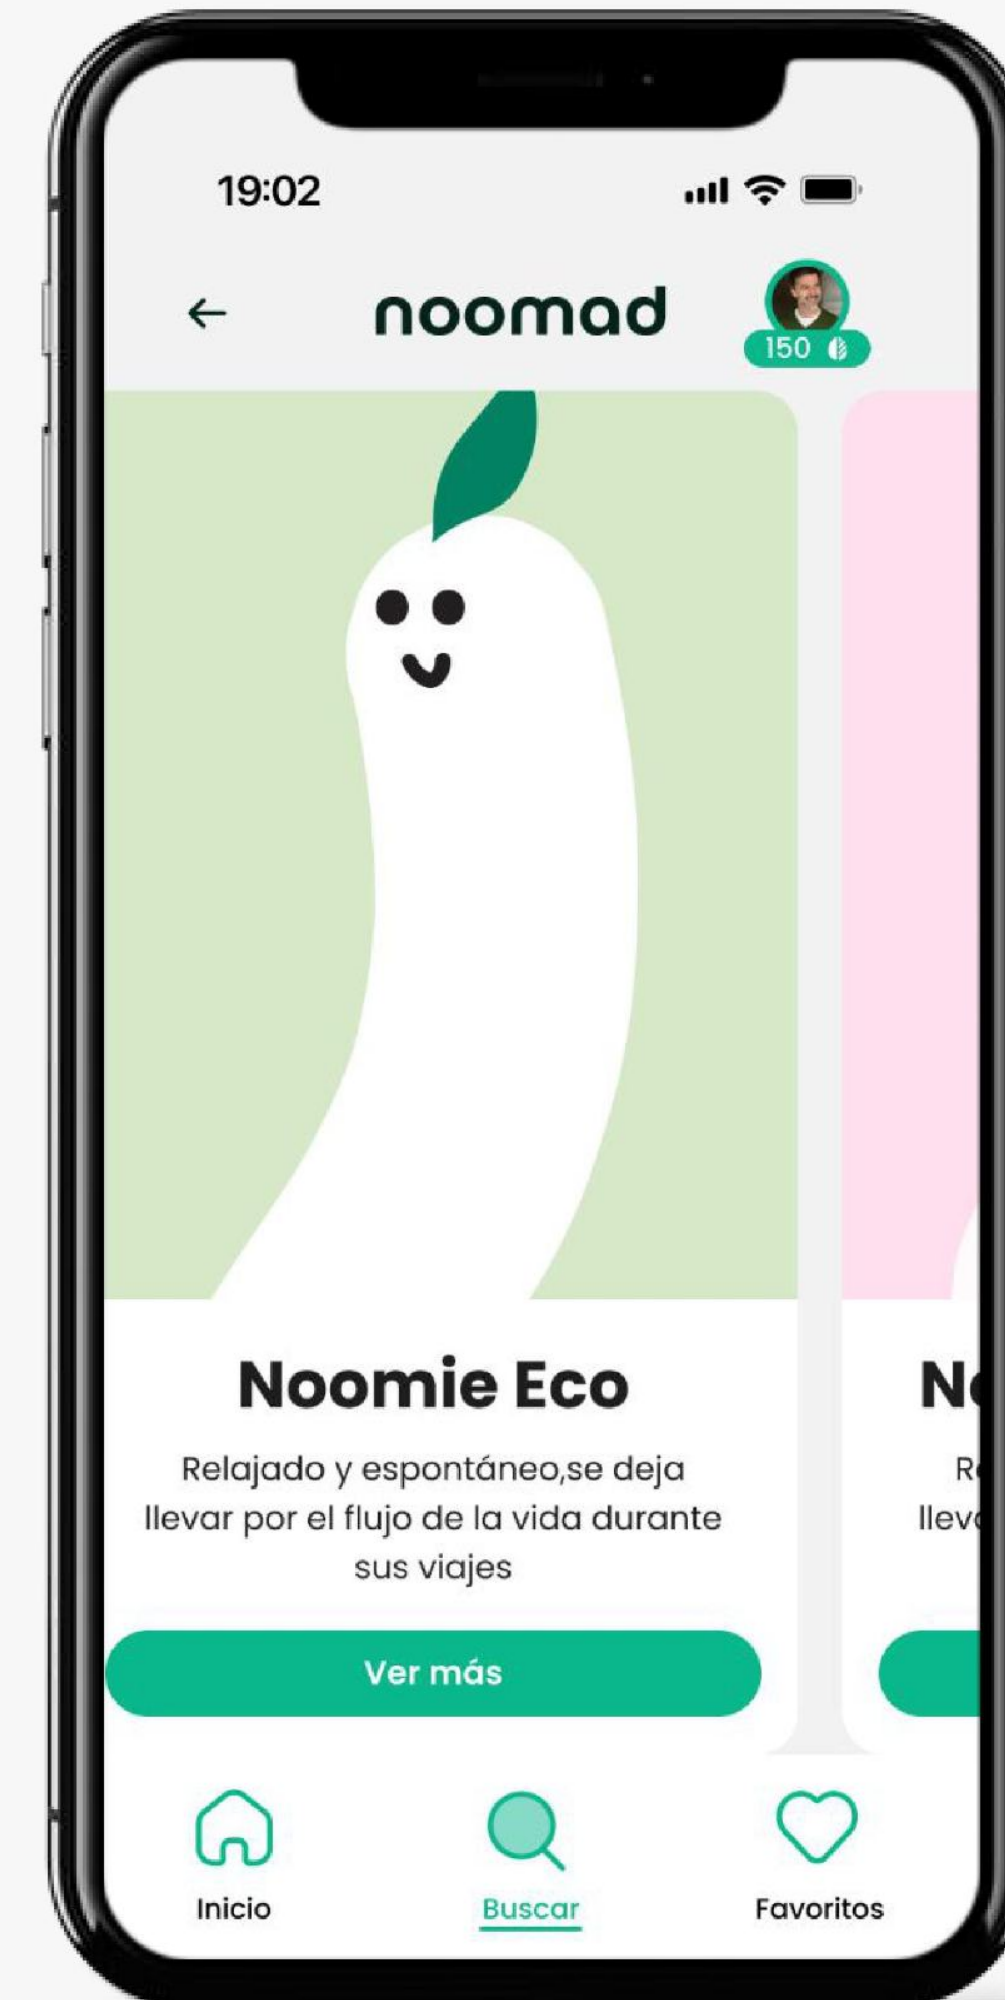 19:02
noomad
150
Noomie Eco
Relajado y espontáneo,se deja
llevar por el flujo de la vida durante
sus viajes
Ver más
Inicio
Buscar
Favoritos